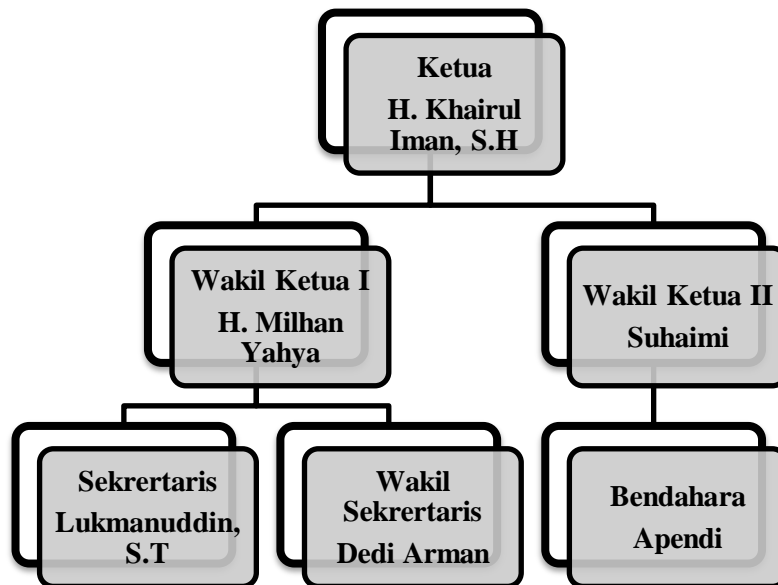 Ketua
H. Khairul
Iman, S.H
Wakil Ketua I
H. Milhan
Yahya
Wakil Ketua II
Suhaimi
Sekrertaris
Lukmanuddin,
S.T
Wakil
Sekrertaris
Dedi Arman
Bendahara
Apendi